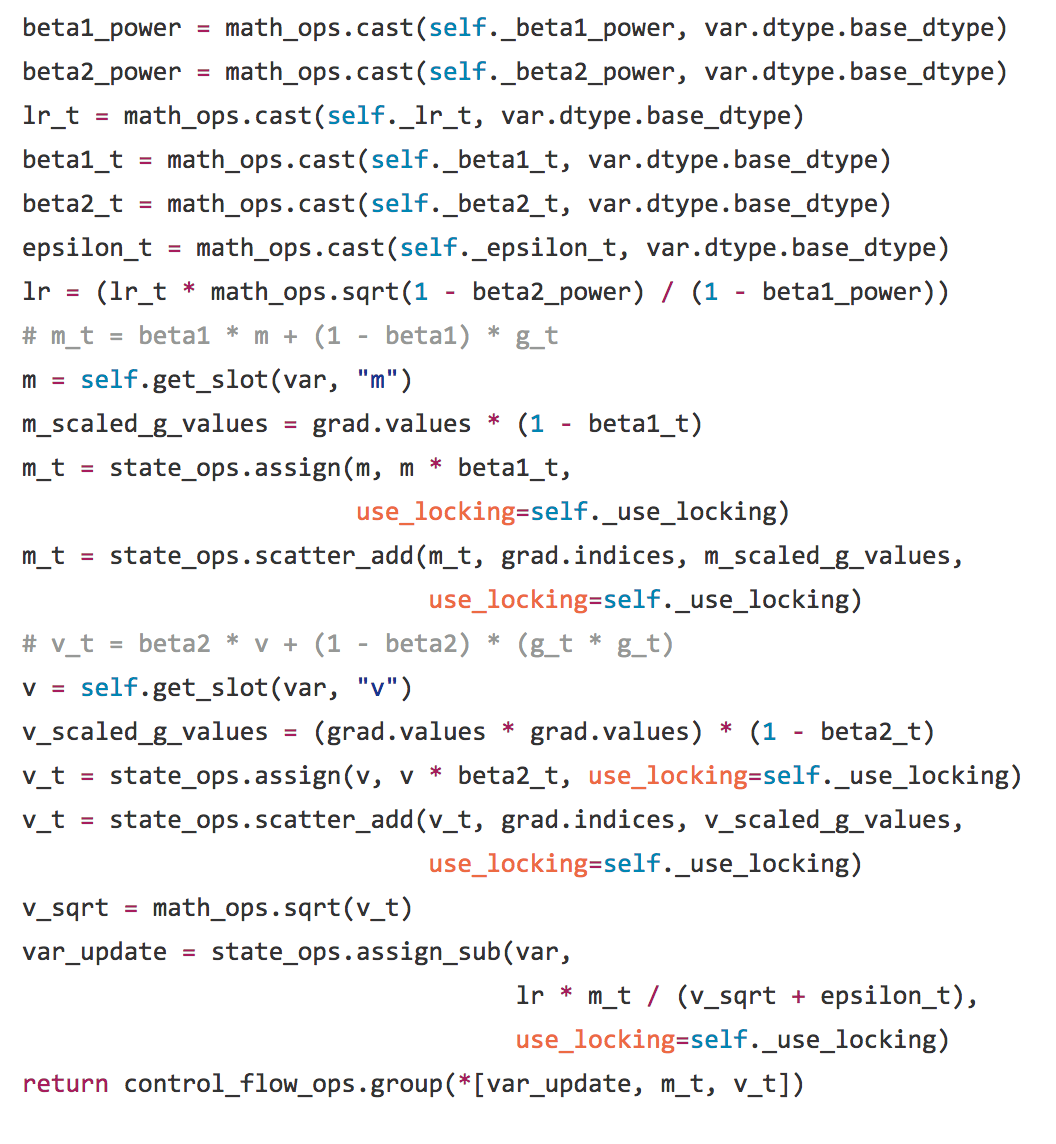 beta1_power = math_ops.cast(self._beta1_power, var.dtype.base_dtype)
beta2_power = math_ops.cast(self._beta2_power, var.dtype.base_dtype)
lr_t = math_ops.cast(self._lr_t, var.dtype.base_dtype)
beta1_t = math_ops.cast(self._beta1_t, var.dtype.base_dtype)
beta2_t = math_ops.cast(self._beta2_t, var.dtype.base_dtype)
epsilon_t = math_ops.cast(self._epsilon_t, var.dtype.base_dtype)
lr = (lr_t * math_ops.sqrt(1 - beta2_power) / (1 - beta1_power))
# m_t = beta1 * m + (1 - beta1) * g_t
m = self.get_slot(var, "m")
m_scaled_g_values = grad.values * (1 - beta1_t)
m_t = state_ops.assign(m, m * beta1_t,
                       use_locking=self._use_locking)
m_t = state_ops.scatter_add(m_t, grad.indices, m_scaled_g_values,
                            use_locking=self._use_locking)
# v_t = beta2 * v + (1 - beta2) * (g_t * g_t)
v = self.get_slot(var, "v")
v_scaled_g_values = (grad.values * grad.values) * (1 - beta2_t)
v_t = state_ops.assign(v, v * beta2_t, use_locking=self._use_locking)
v_t = state_ops.scatter_add(v_t, grad.indices, v_scaled_g_values,
                            use_locking=self._use_locking)
v_sqrt = math_ops.sqrt(v_t)
var_update = state_ops.assign_sub(var,
                                  lr * m_t / (v_sqrt + epsilon_t),
                                  use_locking=self._use_locking)
return control_flow_ops.group(*[var_update, m_t, v_t])